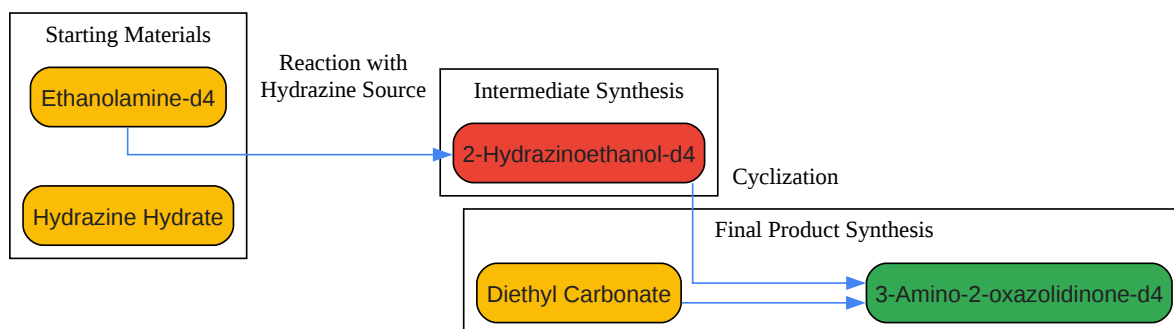 Starting Materials
Ethanolamine-d4
Hydrazine Hydrate
Reaction with
Hydrazine Source
Intermediate Synthesis
2-Hydrazinoethanol-d4
Cyclization
Final Product Synthesis
Diethyl Carbonate
3-Amino-2-oxazolidinone-d4